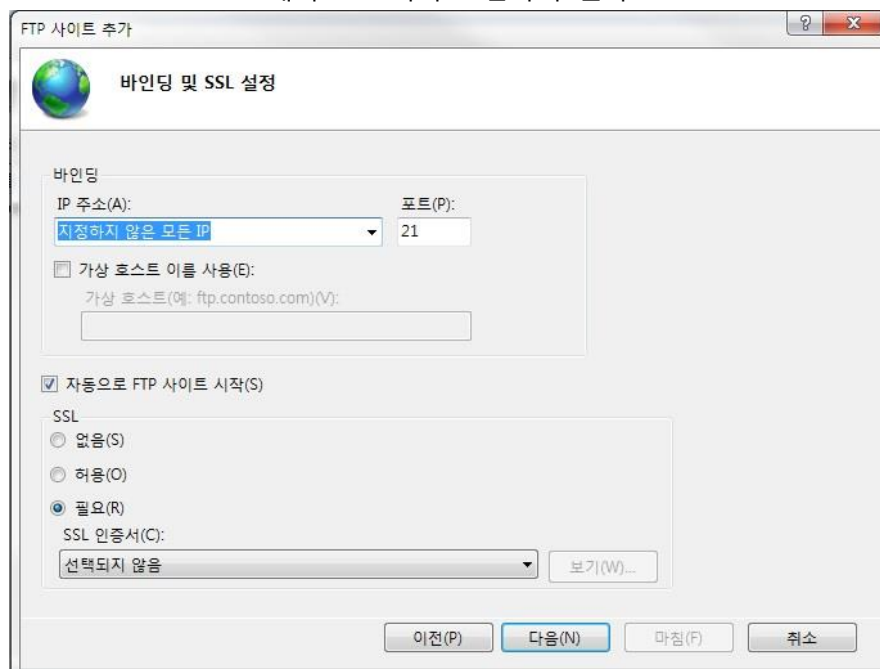 FTP 사이트 추가
바인딩 및 SSL 설정
바인딩
IP 주소(A): 포트(P):
지정하지 않은 모든 IP 21
가상 호스트 이름 사용(E):
가상 호스트(예: ftp.contoso.com)(V):
자동으로 FTP 사이트 시작(S)
SSL
없음(S)
허용(O)
필요(R)
SSL 인증서(C):
선택되지 않음 보기(W)...
이전(P) 다음(N) 마침(F) 취소